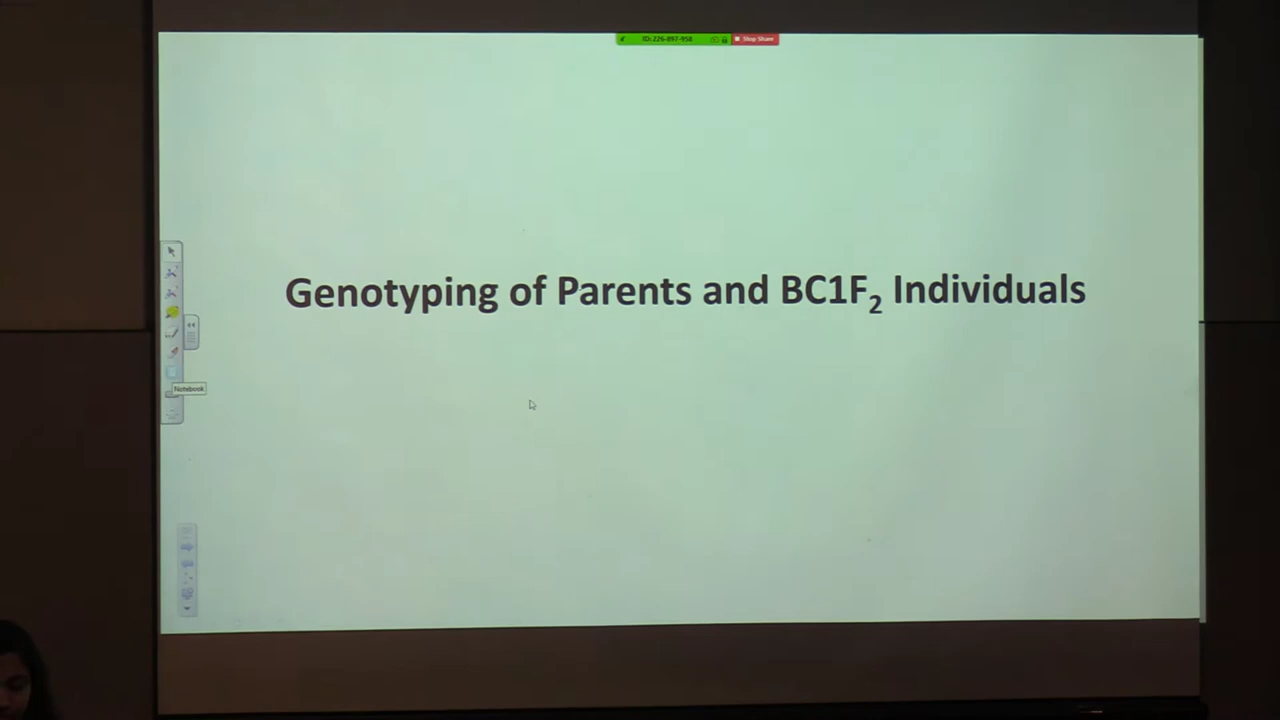 ID: 226-897-958 Stop Share
Genotyping of Parents and BC1F₂ Individuals
Notebook